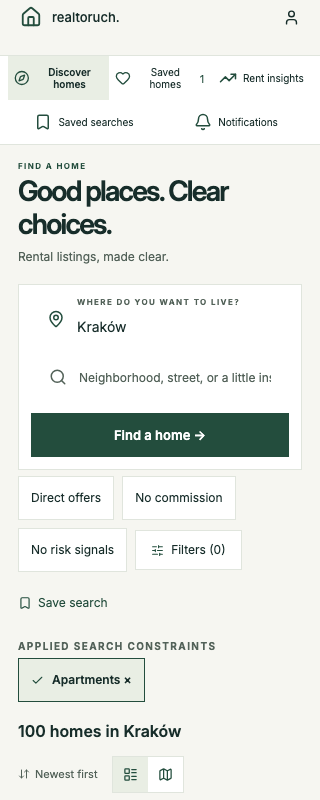 realtoruch.
Discover
homes
Saved
homes
1
Rent insights
Saved searches
Notifications
FIND A HOME
Good places. Clear
choices.
Rental listings, made clear.
WHERE DO YOU WANT TO LIVE?
Kraków
Neighborhood, street, or a little in
Find a home →
Direct offers
No commission
No risk signals
Filters (0)
Save search
APPLIED SEARCH CONSTRAINTS
Apartments ×
100 homes in Kraków
Newest first